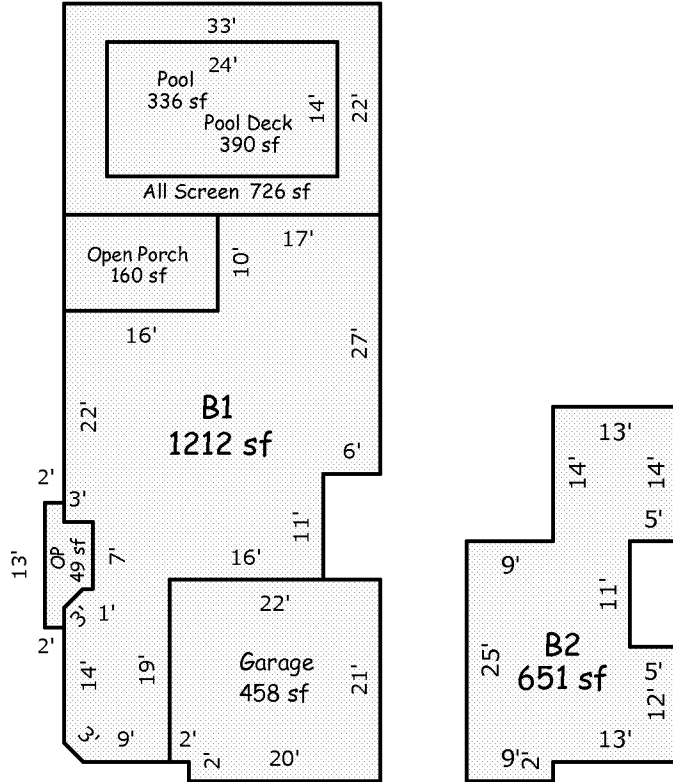 33'
24'
Pool
336 sf
14'
22'
Pool Deck
390 sf
All Screen 726 sf
17'
Open Porch
160 sf
10'
16'
27'
22'
B1
1212 sf
13'
14'
14'
6'
2'
3'
11'
5'
13'
OP
49 sf
7'
16'
9'
11'
22'
3'
1'
2'
14'
19'
Garage
458 sf
21'
25'
B2
651 sf
5'
12'
3'
9'
2'
2'
20'
9'
2'
13'